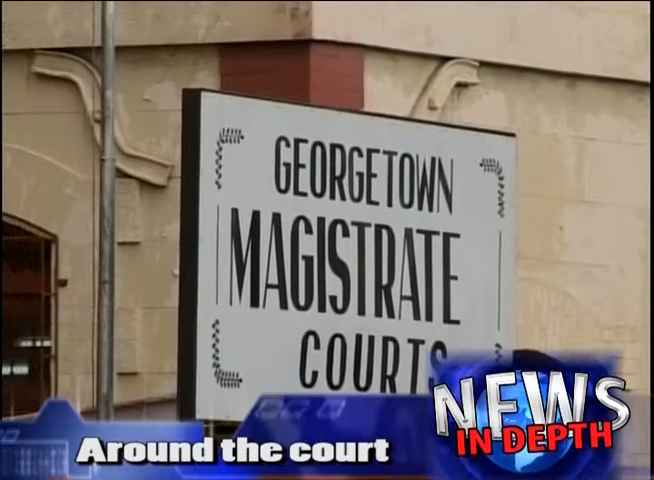 GEORGETOWN
MAGISTRATE
COURTS
Around the court
NEWS
IN DEPTH